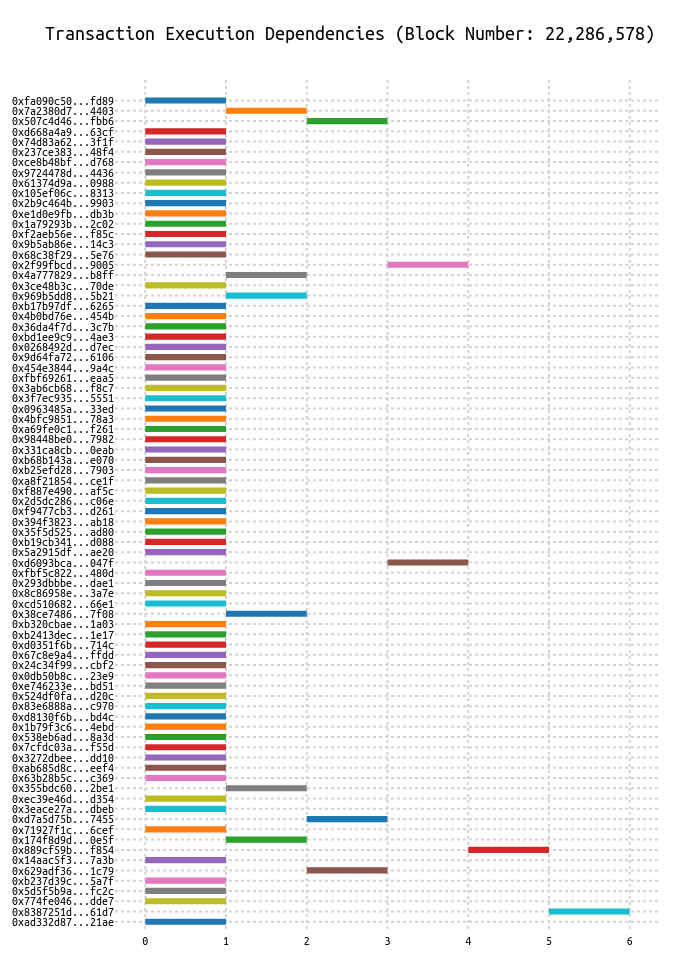 Transaction Execution Dependencies (Block Number: 22,286,578)
0xfa090c50...fd89
0x7a2380d7...4403
0x507c4d46...fbb6
0xd668a4a9...63cf
0x74d83a62...3f1f
0x237ce383...48f4
0xce8b48bf...d768
0x9724478d...4436
0x61374d9a...0988
0x105ef06c...8313
0x2b9c464b...9903
0xe1d0e9fb...db3b
0x1a79293b...2c02
0xf2aeb56e...f85c
0x9b5ab86e...14c3
0x68c38f29...5e76
0x2f99fbcd...9005
0x4a777829...b8ff
0x3ce48b3c...70de
0x969b5dd8...5b21
0xb17b97df...6265
0x4b0bd76e...454b
0x36da4f7d...3c7b
0xbd1ee9c9...4ae3
0x0268492d...d7ec
0x9d64fa72...6106
0x454e3844...9a4c
0xfbf69261...eaa5
0x3ab6cb68...f8c7
0x3f7ec935...5551
0x0963485a...33ed
0x4bfc9851...78a3
0xa69fe0c1...f261
0x98448be0...7982
0x331ca8cb...0eab
0xb68b143a...e070
0xb25efd28...7903
0xa8f21854...ce1f
0xf887e490...af5c
0x2d5dc286...c06e
0xf9477cb3...d261
0x394f3823...ab18
0x35f5d525...ad80
0xb19cb341...d088
0x5a2915df...ae20
0xd6093bca...047f
0xfbf5c822...480d
0x293dbbbe...dae1
0x8c86958e...3a7e
0xcd510682...66e1
0x38ce7486...7f08
0xb320cbae...1a03
0xb2413dec...1e17
0xd0351f6b...714c
0x67c8e9a4...ffdd
0x24c34f99...cbf2
0x0db50b8c...23e9
0xe746233e...bd51
0x524df0fa...d20c
0x83e6888a...c970
0xd8130f6b...bd4c
0x1b79f3c6...4ebd
0x538eb6ad...8a3d
0x7cfdc03a...f55d
0x3272dbee...dd10
0xab685d8c...eef4
0x63b28b5c...c369
0x355bdc60...2be1
0xec39e46d...d354
0x3eace27a...dbeb
0xd7a5d75b...7455
0x71927f1c...6cef
0x174f8d9d...0e5f
0x889cf59b...f854
0x14aac5f3...7a3b
0x629adf36...1c79
0xb237d39c...5a7f
0x5d5f5b9a...fc2c
0x774fe046...dde7
0x8387251d...61d7
0xad332d87...21ae
0 1 2 3 4 5 6